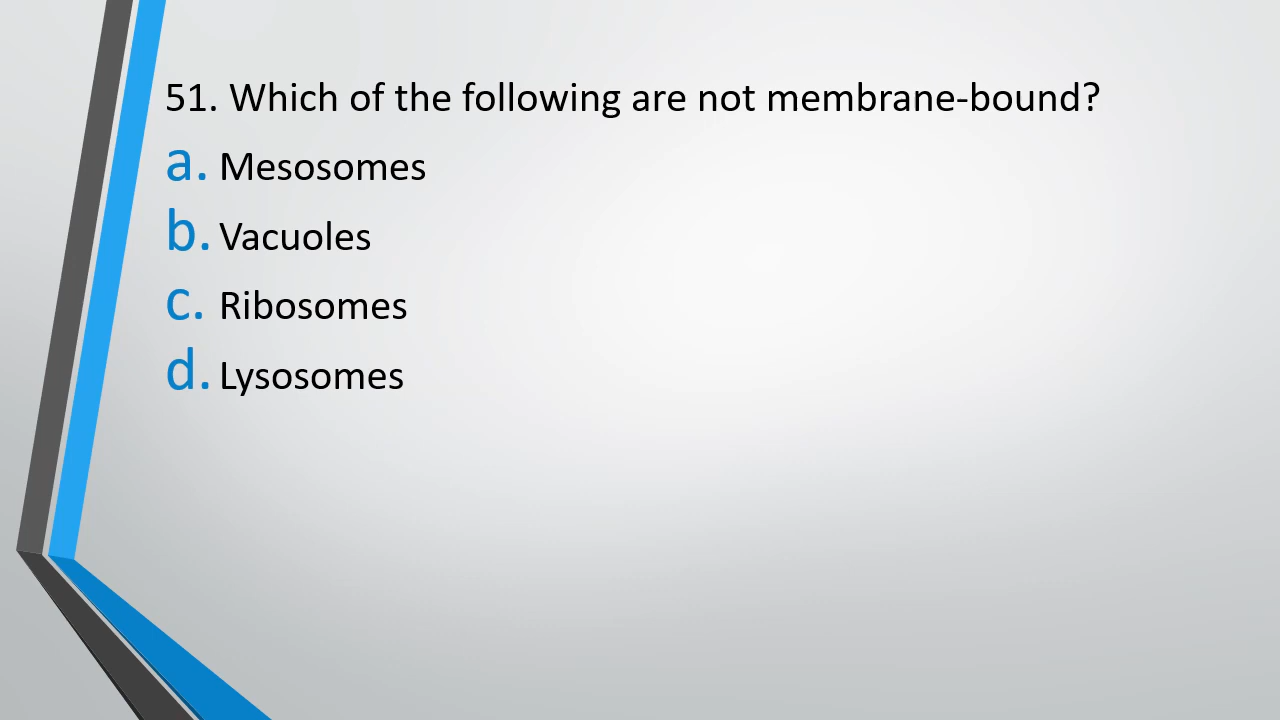 51. Which of the following are not membrane-bound?
a. Mesosomes
b. Vacuoles
c. Ribosomes
d. Lysosomes